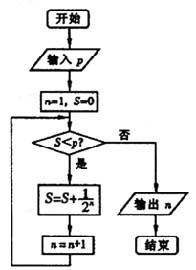 开始
输入 p
n=1, S=0
S<p?
否
是
S=S+1/2ⁿ
n=n+1
输出 n
结束